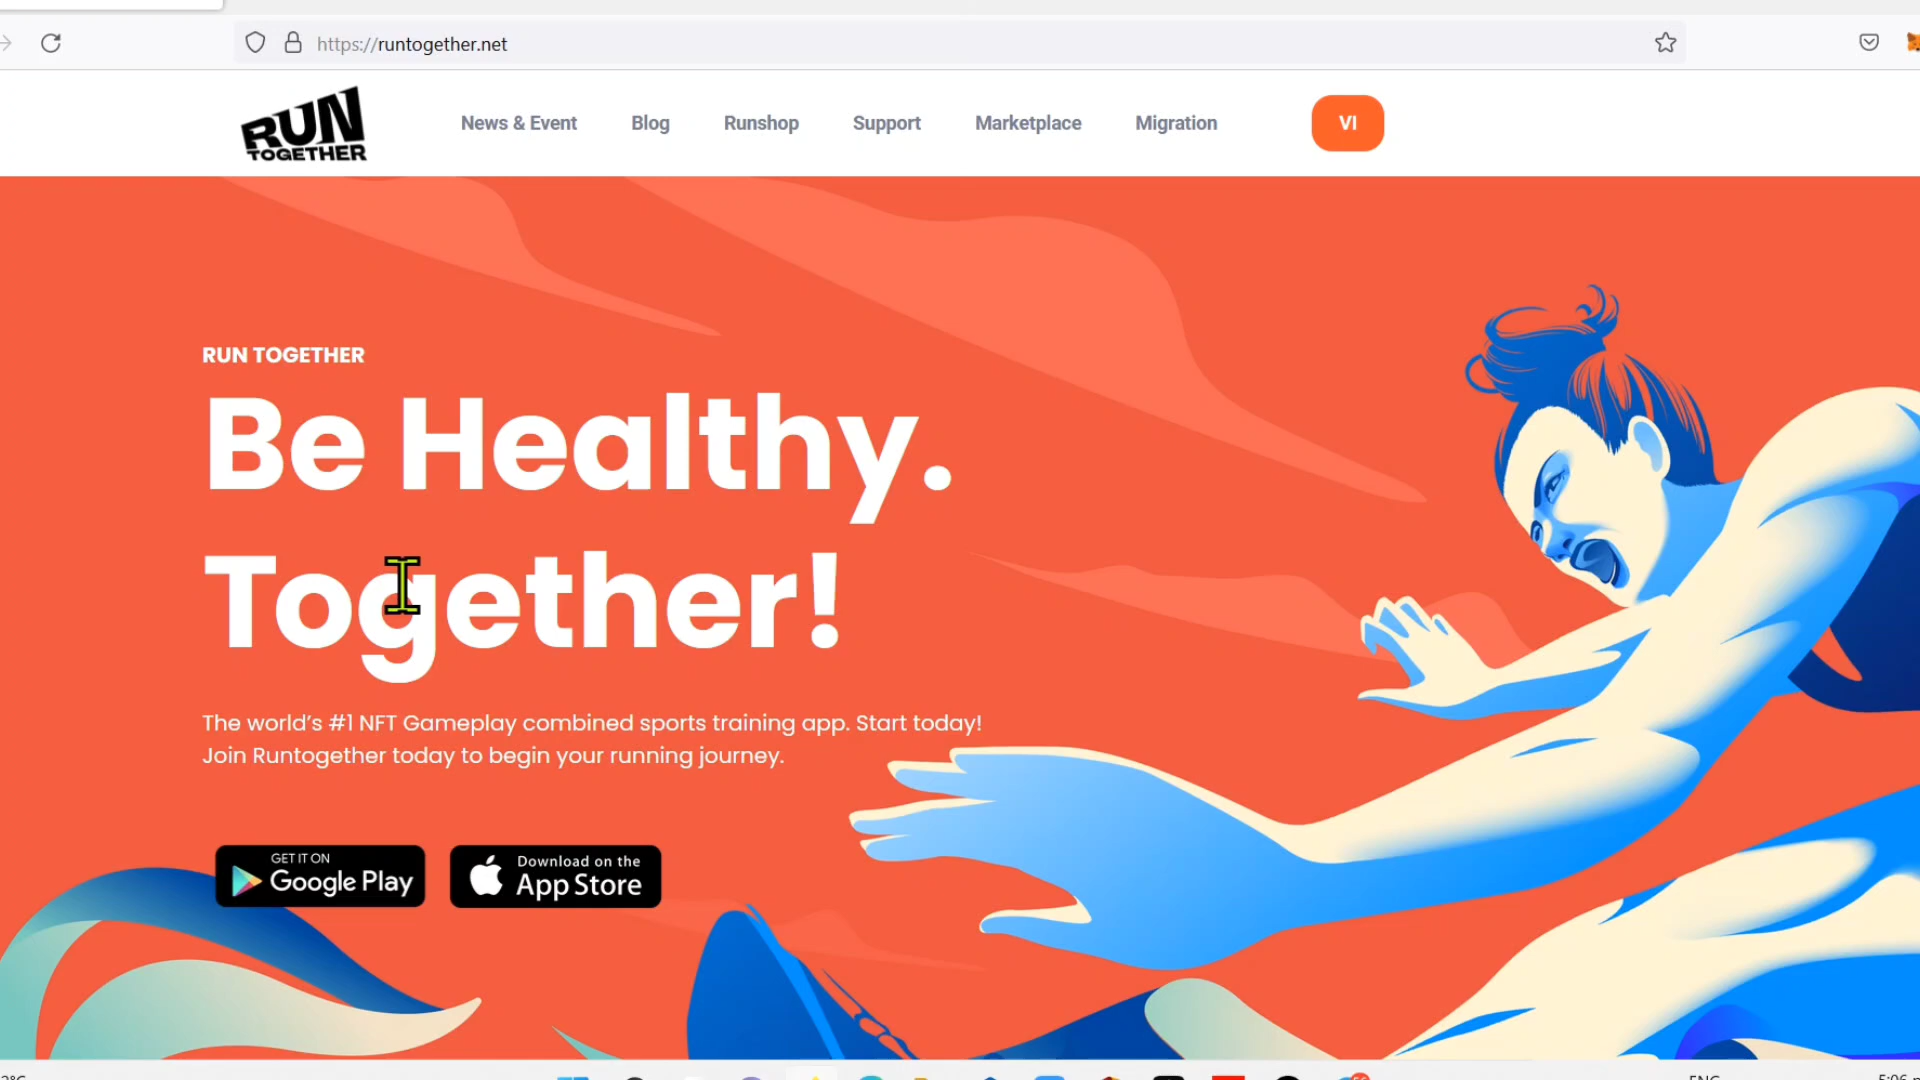 https://runtogether.net
RUN
TOGETHER
News & Event
Blog
Runshop
Support
Marketplace
Migration
VI
RUN TOGETHER
Be Healthy.
Together!
The world's #1 NFT Gameplay combined sports training app. Start today!
Join Runtogether today to begin your running journey.
GET IT ON
Google Play
Download on the
App Store